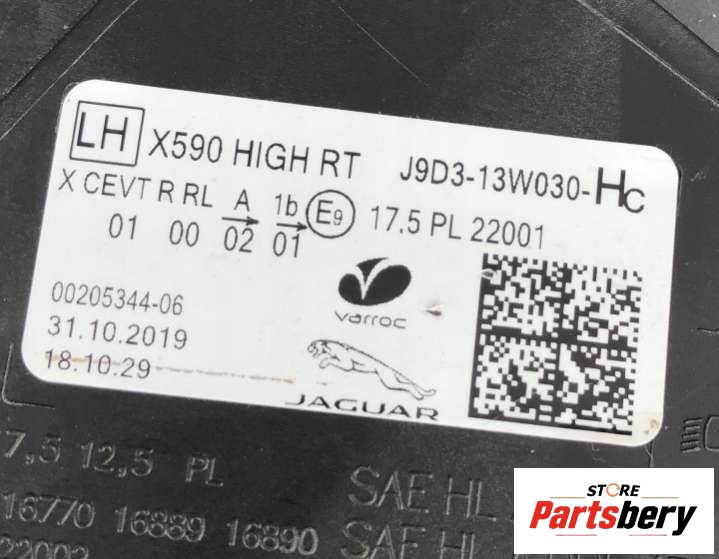 LH X590 HIGH RT J9D3-13W030-HC
X CEVT R RL A 1b E9 17.5 PL 22001
01 00 02 01
00205344-06
31.10.2019
18.10.29
varroc
JAGUAR
7,5 12,5 PL SAE HL
16770 16889 16890 SAE HL
22002
STORE
Partsbery